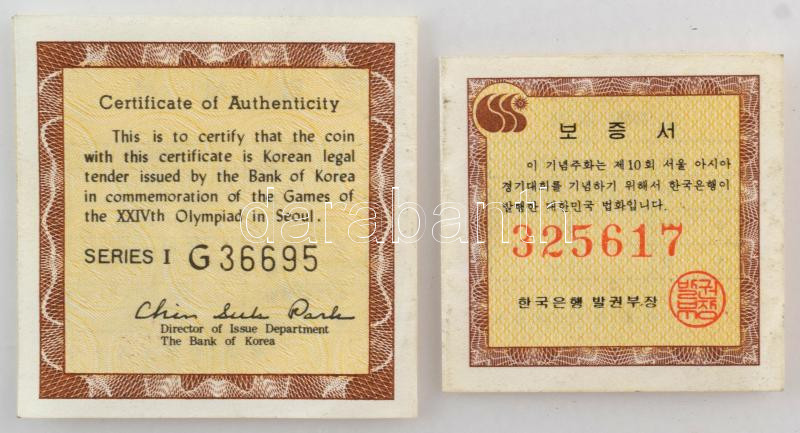 Certificate of Authenticity
This is to certify that the coin
with this certificate is Korean legal
tender issued by the Bank of Korea
in commemoration of the Games of
the XXIVth Olympiad in Seoul.
SERIES I G 36695
Chin Suk Park
Director of Issue Department
The Bank of Korea
보 증 서
이 기념주화는 제10회 서울 아시아
경기대회를 기념하기 위해서 한국은행이
발행한 대한민국 법화입니다.
325617
한국은행 발권부장
darabanth